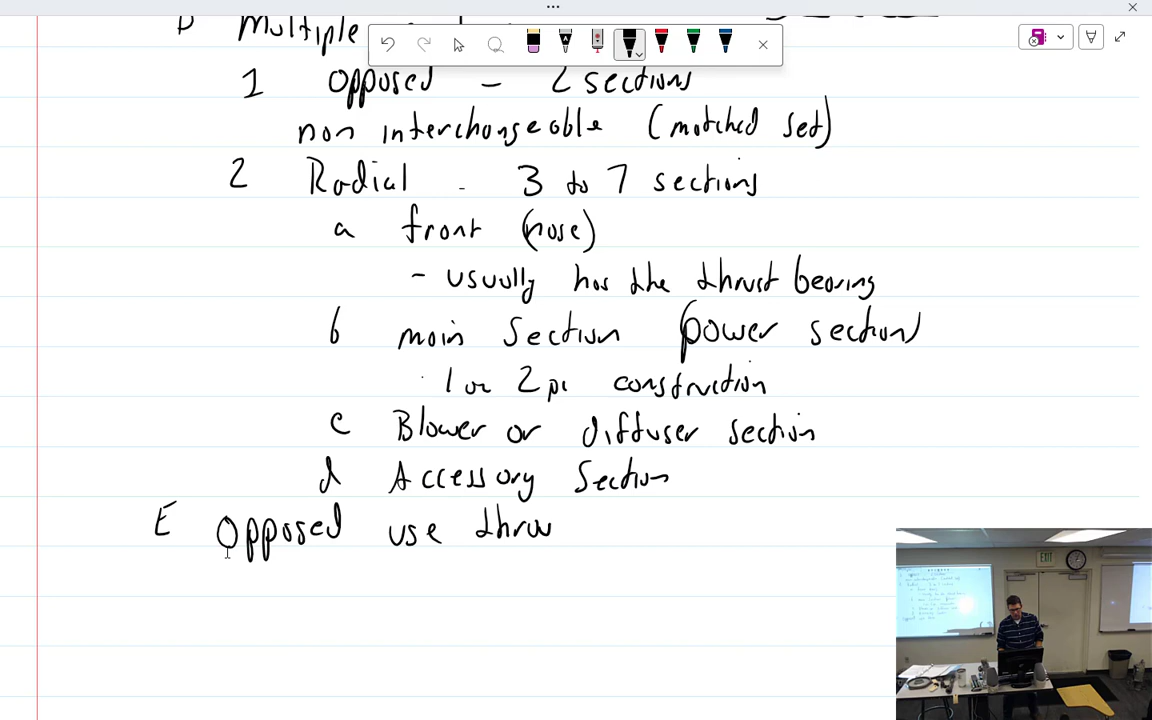 D Multiple
1 Opposed - 2 sections
non interchangeable (matched set)
2 Radial - 3 to 7 sections
a front (nose)
- usually has the thrust bearing
b main section (power section)
1 or 2 pc construction
c Blower or diffuser section
d Accessory Section
E Opposed use thru
EXIT